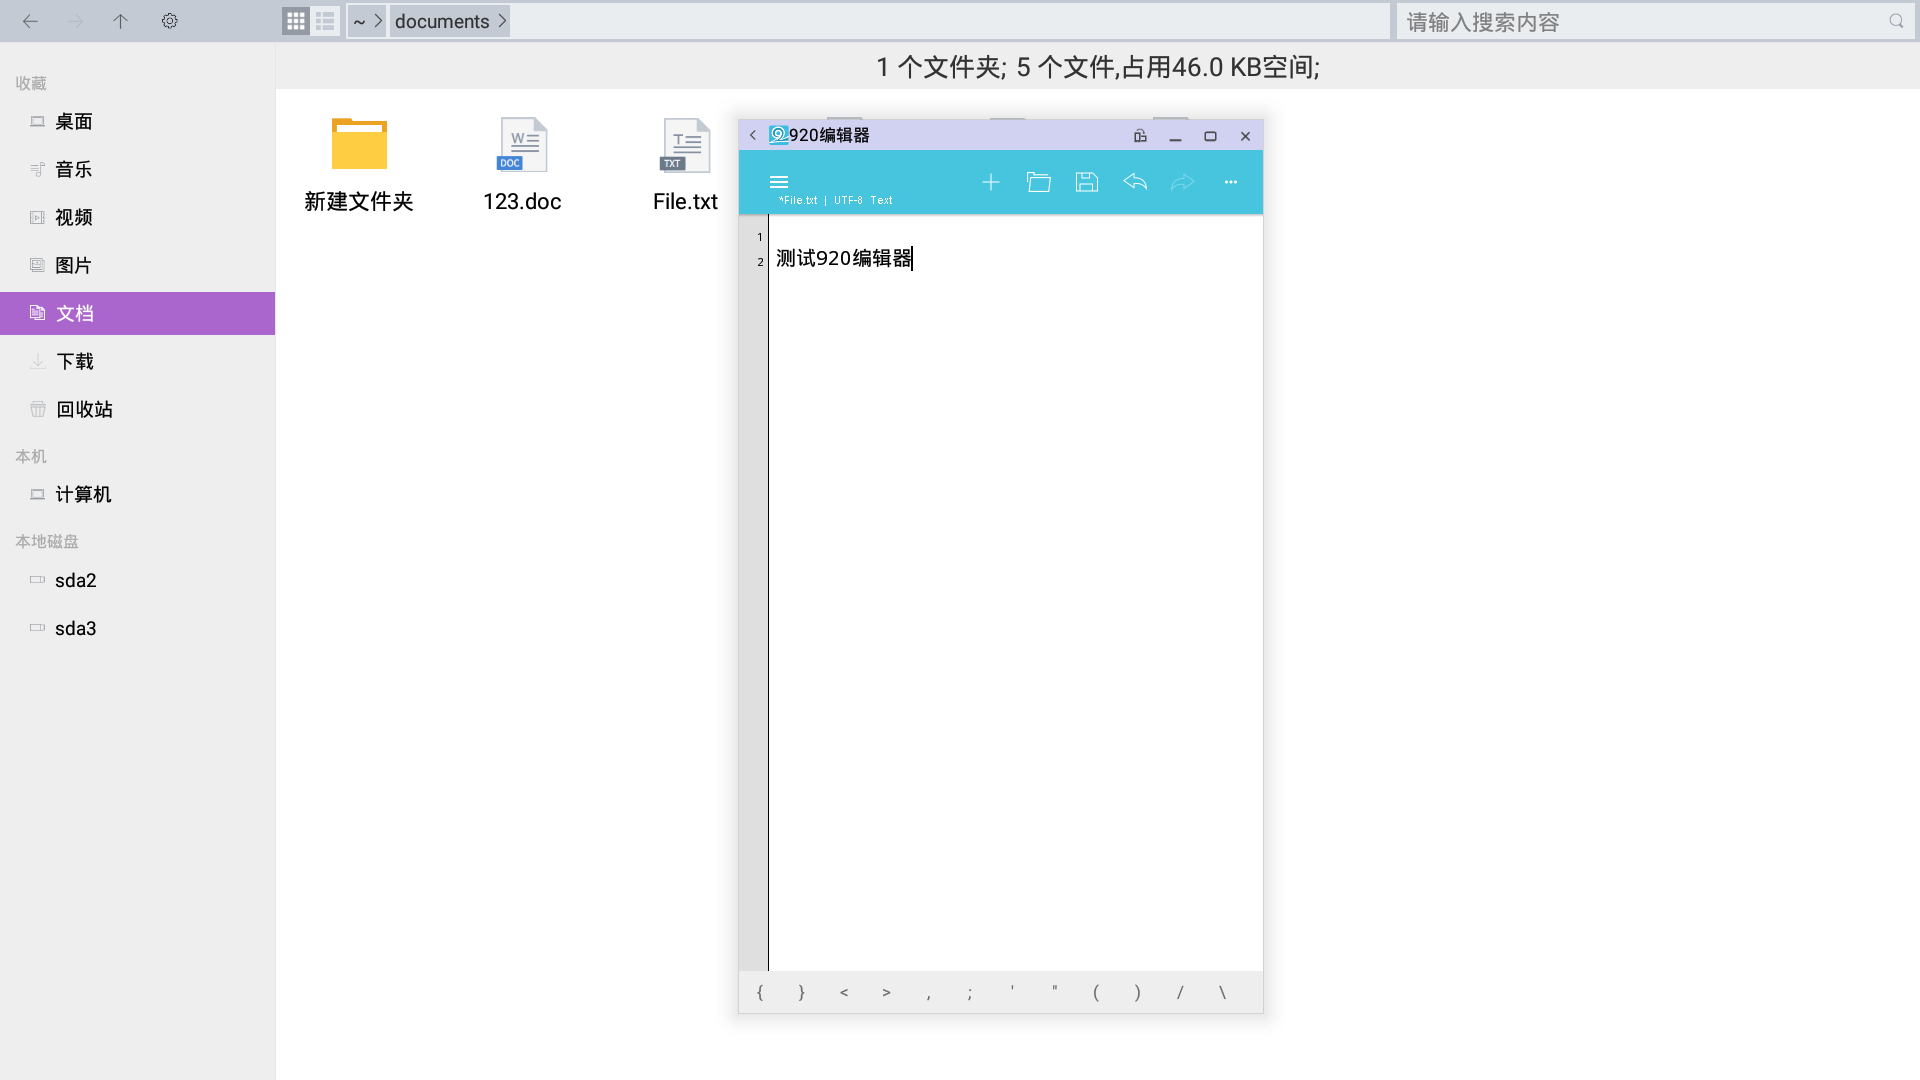 ~
documents
请输入搜索内容
1 个文件夹; 5 个文件,占用46.0 KB空间;
收藏
桌面
音乐
视频
图片
文档
下载
回收站
本机
计算机
本地磁盘
sda2
sda3
W
DOC
T
TXT
新建文件夹
123.doc
File.txt
920编辑器
*File.txt | UTF-8 Text
1
2 测试920编辑器
{ } < > , ; ' " ( ) / \